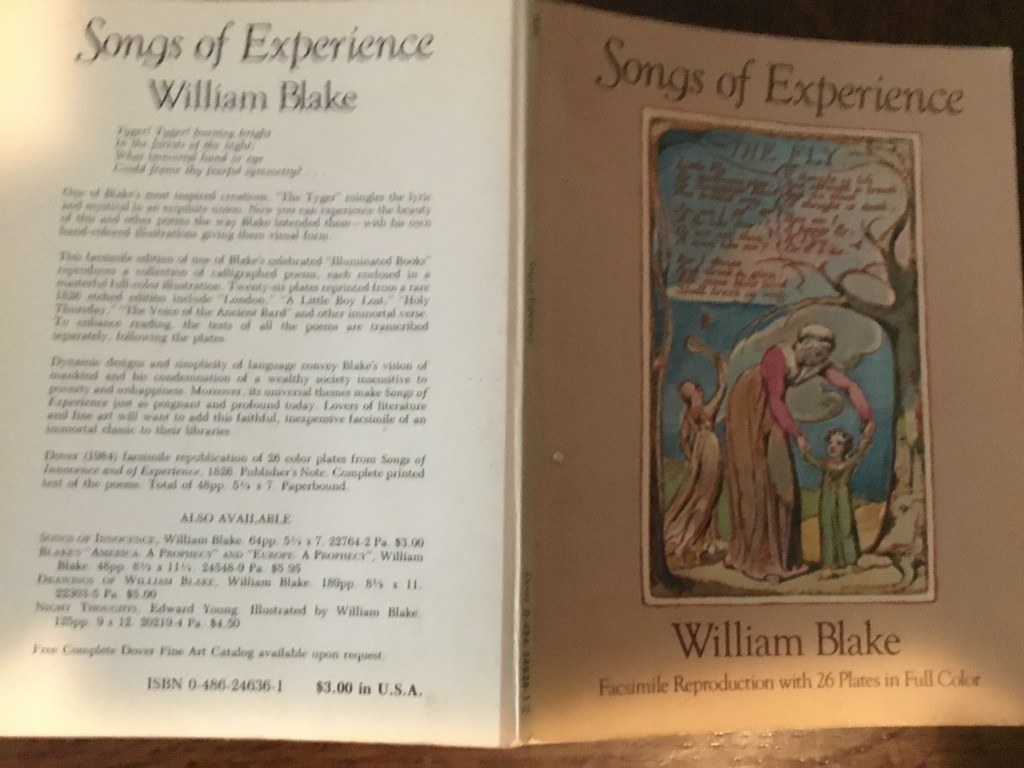 Songs of Experience
William Blake
Tyger! Tyger! burning bright
In the forests of the night,
What immortal hand or eye
Could frame thy fearful symmetry? . . .
One of Blake's most inspired creations, "The Tyger" mingles the lyric
and mystical in an exquisite union. Now you can experience the beauty
of this and other poems the way Blake intended them—with his own
hand-colored illustrations giving them visual form.
This facsimile edition of one of Blake's celebrated "Illuminated Books"
reproduces a collection of calligraphed poems, each enclosed in a
masterful full-color illustration. Twenty-six plates reprinted from a rare
1826 etched edition include "London," "A Little Boy Lost," "Holy
Thursday," "The Voice of the Ancient Bard" and other immortal verse.
To enhance reading, the texts of all the poems are transcribed
separately, following the plates.
Dynamic designs and simplicity of language convey Blake's vision of
mankind and his condemnation of a wealthy society insensitive to
poverty and unhappiness. Moreover, its universal themes make Songs of
Experience just as poignant and profound today. Lovers of literature
and fine art will want to add this faithful, inexpensive facsimile of an
immortal classic to their libraries.
Dover (1984) facsimile republication of 26 color plates from Songs of
Innocence and of Experience, 1826. Publisher's Note. Complete printed
text of the poems. Total of 48pp. 5¼ x 7. Paperbound.
ALSO AVAILABLE
SONGS OF INNOCENCE, William Blake. 64pp. 5¼ x 7. 22764-2 Pa. $3.00
BLAKE'S "AMERICA: A PROPHECY" AND "EUROPE: A PROPHECY", William
Blake. 48pp. 8¼ x 11¼. 24548-9 Pa. $5.95
DRAWINGS OF WILLIAM BLAKE, William Blake. 189pp. 8¼ x 11.
22303-5 Pa. $5.00
NIGHT THOUGHTS, Edward Young. Illustrated by William Blake.
125pp. 9 x 12. 20219-4 Pa. $4.50
Free Complete Dover Fine Art Catalog available upon request.
ISBN 0-486-24636-1 $3.00 in U.S.A.
Songs of Experience
THE FLY
William Blake
Facsimile Reproduction with 26 Plates in Full Color